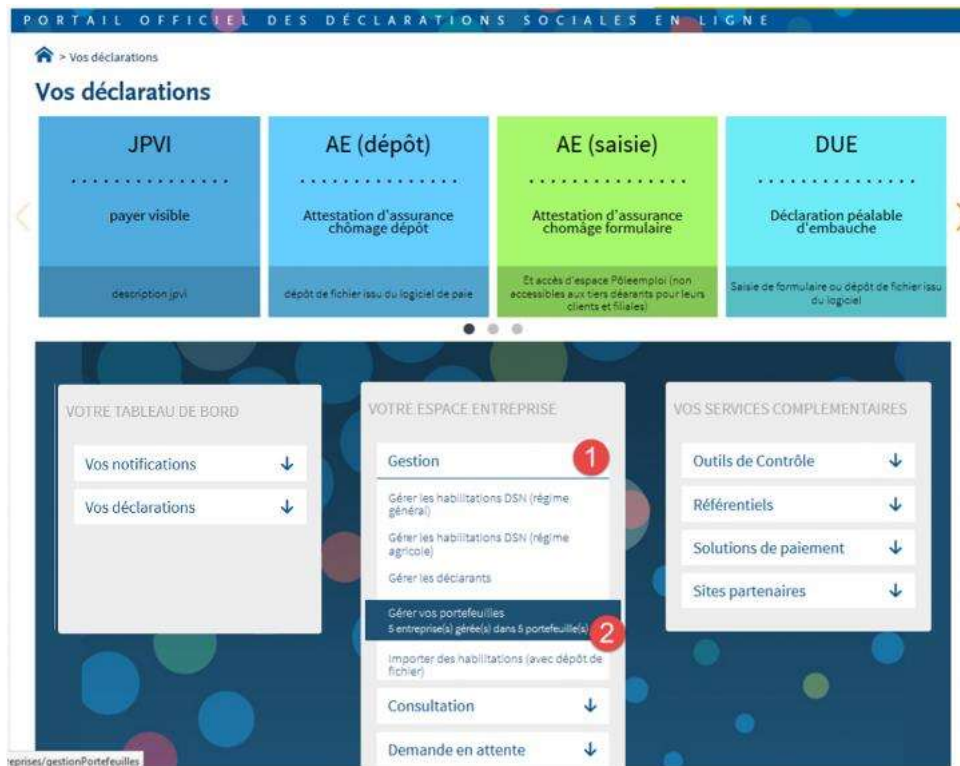 PORTAIL OFFICIEL DES DÉCLARATIONS SOCIALES EN LIGNE
> Vos déclarations
Vos déclarations
JPVI
payer visible
description jpvi
AE (dépôt)
Attestation d'assurance
chômage dépôt
dépôt de fichier issu du logiciel de paie
AE (saisie)
Attestation d'assurance
chomâge formulaire
Et accès d'espace Pôleemploi (non
accessibles aux tiers déarants pour leurs
clients et filiales)
DUE
Déclaration péalable
d'embauche
Saisie de formulaire ou dépôt de fichier issu
du logiciel
VOTRE TABLEAU DE BORD
Vos notifications
Vos déclarations
VOTRE ESPACE ENTREPRISE
Gestion
1
Gérer les habilitations DSN (régime
général)
Gérer les habilitations DSN (régime
agricole)
Gérer les déclarants
Gérer vos portefeuilles
5 entreprise(s) gérée(s) dans 5 portefeuille(s)
2
Importer des habilitations (avec dépôt de
fichier)
Consultation
Demande en attente
VOS SERVICES COMPLEMENTAIRES
Outils de Contrôle
Référentiels
Solutions de paiement
Sites partenaires
reprises/gestionPortefeuilles